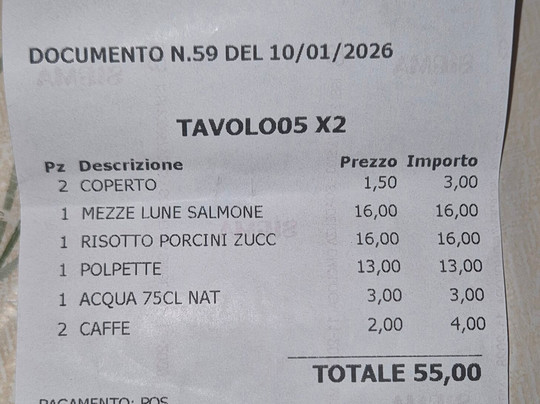 DOCUMENTO N.59 DEL 10/01/2026
TAVOLO05 X2
Pz Descrizione Prezzo Importo
2 COPERTO 1,50 3,00
1 MEZZE LUNE SALMONE 16,00 16,00
1 RISOTTO PORCINI ZUCC 16,00 16,00
1 POLPETTE 13,00 13,00
1 ACQUA 75CL NAT 3,00 3,00
2 CAFFE 2,00 4,00
TOTALE 55,00
PAGAMENTO: POS